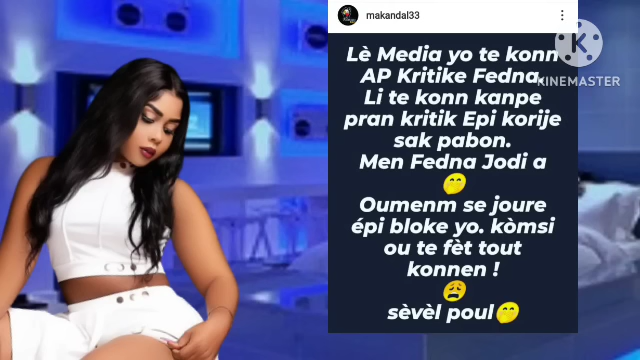 makandal33
Lè Media yo te konn
AP Kritike Fedna,
Li te konn kanpe
pran kritik Epi korije
sak pabon.
Men Fedna Jodi a
🤭
Oumenm se joure
épi bloke yo. kòmsi
ou te fèt tout
konnen !
😩
sèvèl poul🤭
KINEMASTER